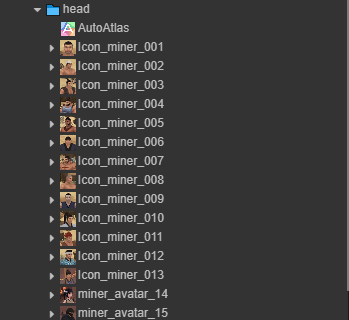 head
AutoAtlas
Icon_miner_001
Icon_miner_002
Icon_miner_003
Icon_miner_004
Icon_miner_005
Icon_miner_006
Icon_miner_007
Icon_miner_008
Icon_miner_009
Icon_miner_010
Icon_miner_011
Icon_miner_012
Icon_miner_013
miner_avatar_14
miner_avatar_15